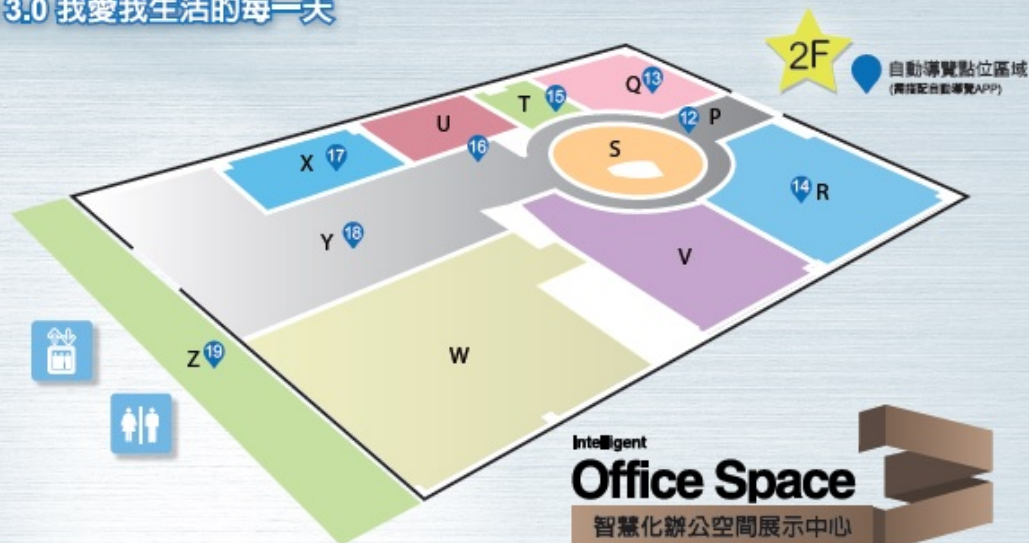 3.0 我愛我生活的每一天
2F
自動導覽點位區域
(需搭配自動導覽APP)
Q 13
T 15
12 P
U
S
16
X 17
14 R
Y 18
V
Z 19
W
Intelligent
Office Space
智慧化辦公空間展示中心